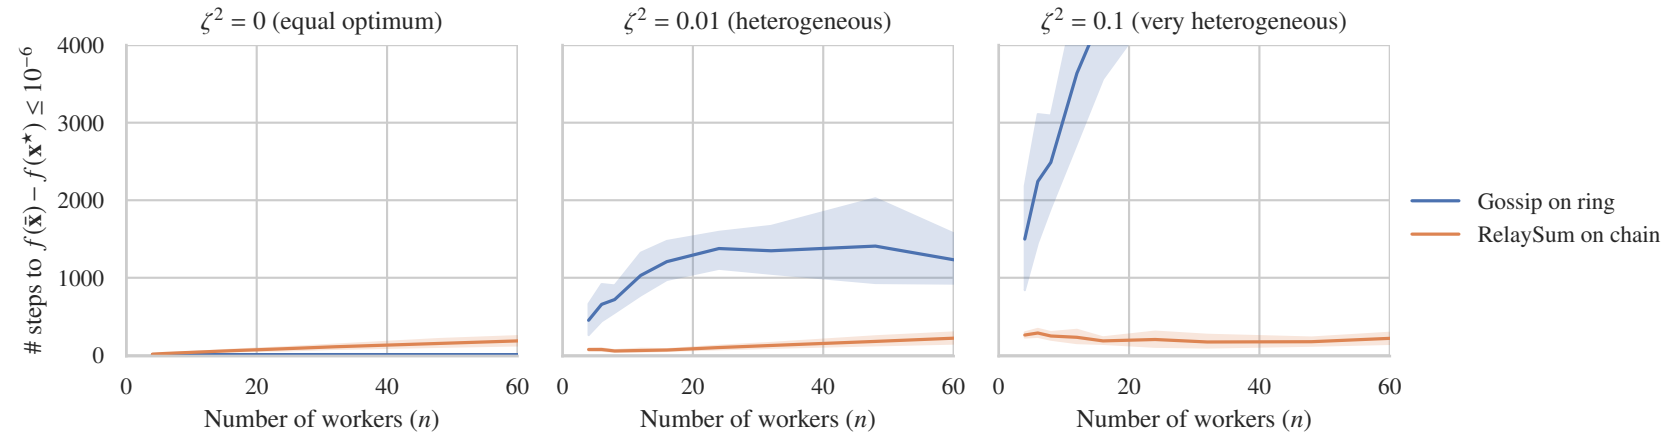 ζ² = 0 (equal optimum)
ζ² = 0.01 (heterogeneous)
ζ² = 0.1 (very heterogeneous)
# steps to f(x̄) − f(x★) ≤ 10⁻⁶
4000
3000
2000
1000
0
0 20 40 60
0 20 40 60
0 20 40 60
Number of workers (n)
Number of workers (n)
Number of workers (n)
Gossip on ring
RelaySum on chain